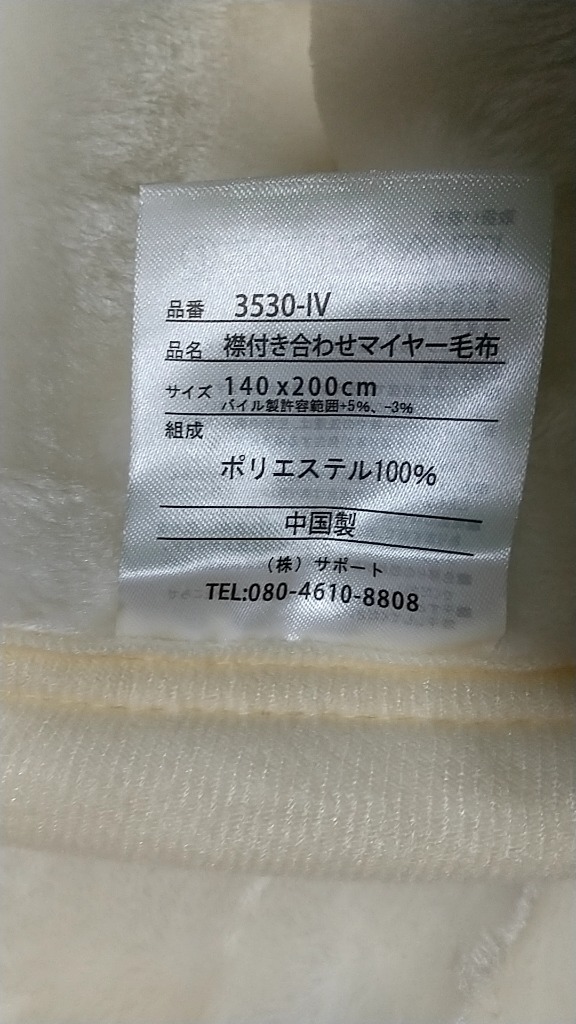 品番 3530-IV
品名 襟付き合わせマイヤー毛布
サイズ 140x200cm
パイル製許容範囲+5%、-3%
組成
ポリエステル100%
中国製
（株）サポート
TEL:080-4610-8808